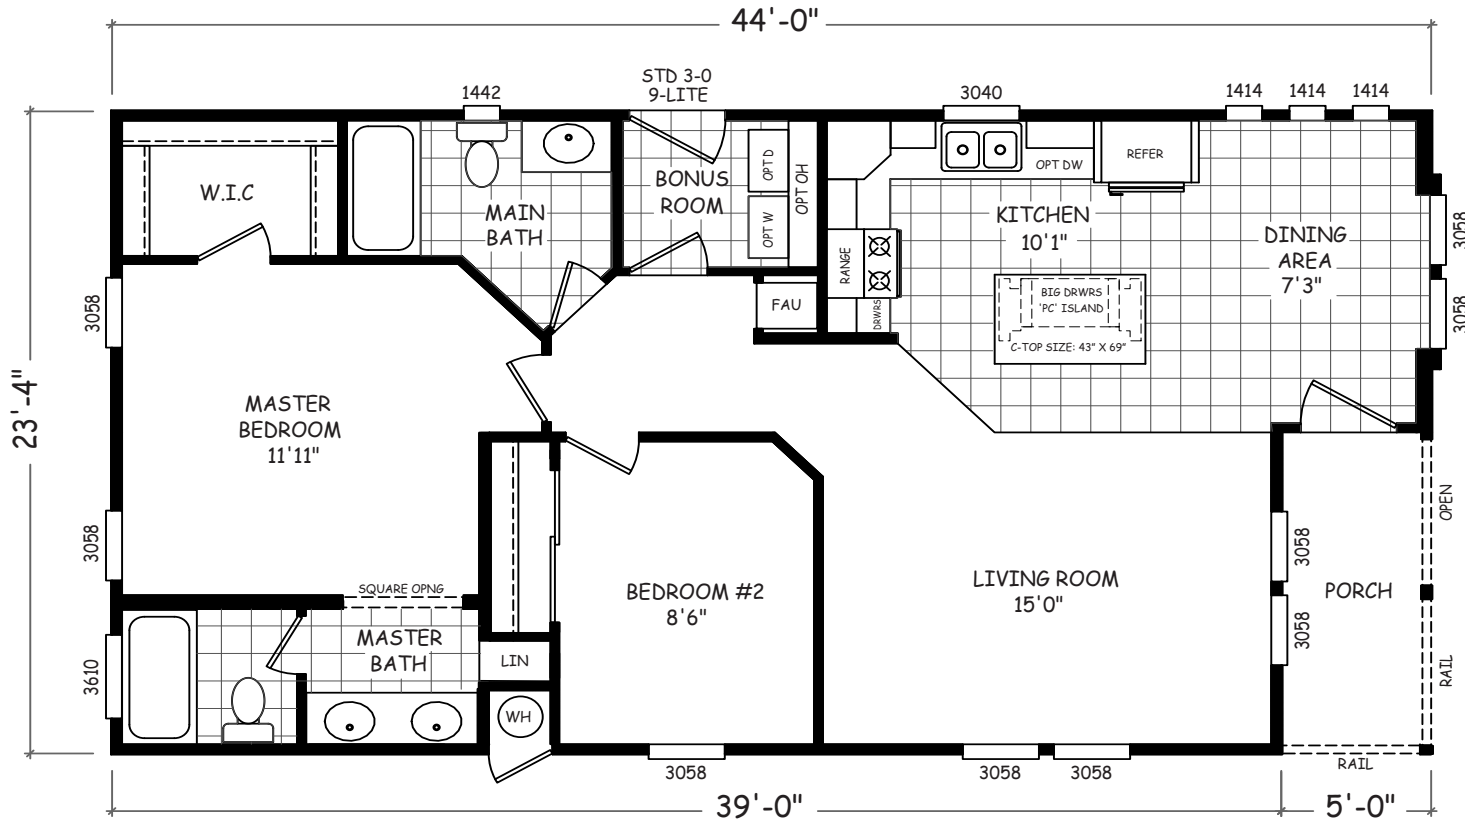 44'-0"
STD 3-0
9-LITE
1442
3040
1414
1414
1414
W.I.C
MAIN
BATH
BONUS
ROOM
OPT D
OPT W
OPT OH
OPT DW
REFER
KITCHEN
10'1"
DINING
AREA
7'3"
3058
3058
RANGE
DRWRS
FAU
BIG DRWRS
'PC' ISLAND
C-TOP SIZE: 43" X 69"
3058
23'-4"
MASTER
BEDROOM
11'11"
3058
SQUARE OPNG
BEDROOM #2
8'6"
LIVING ROOM
15'0"
3058
3058
PORCH
OPEN
RAIL
MASTER
BATH
LIN
3610
WH
3058
3058
3058
RAIL
39'-0"
5'-0"